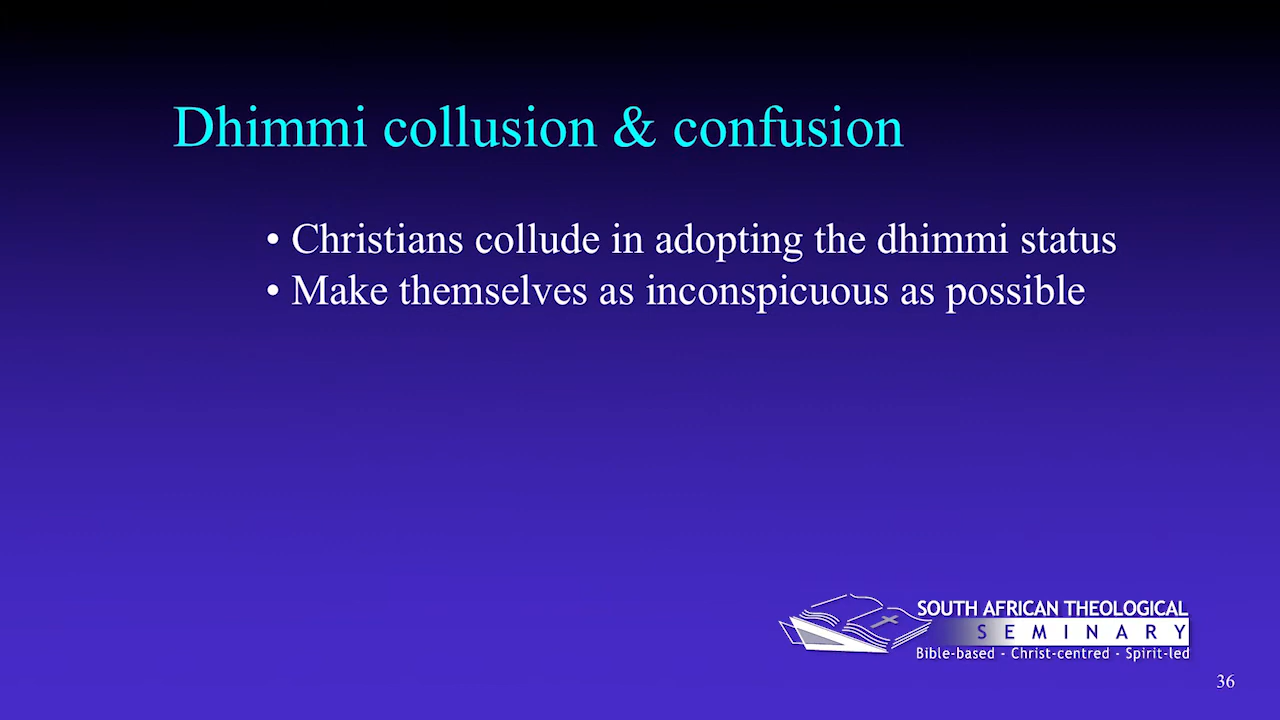 Dhimmi collusion & confusion
• Christians collude in adopting the dhimmi status
• Make themselves as inconspicuous as possible
SOUTH AFRICAN THEOLOGICAL
SEMINARY
Bible-based - Christ-centred - Spirit-led
36